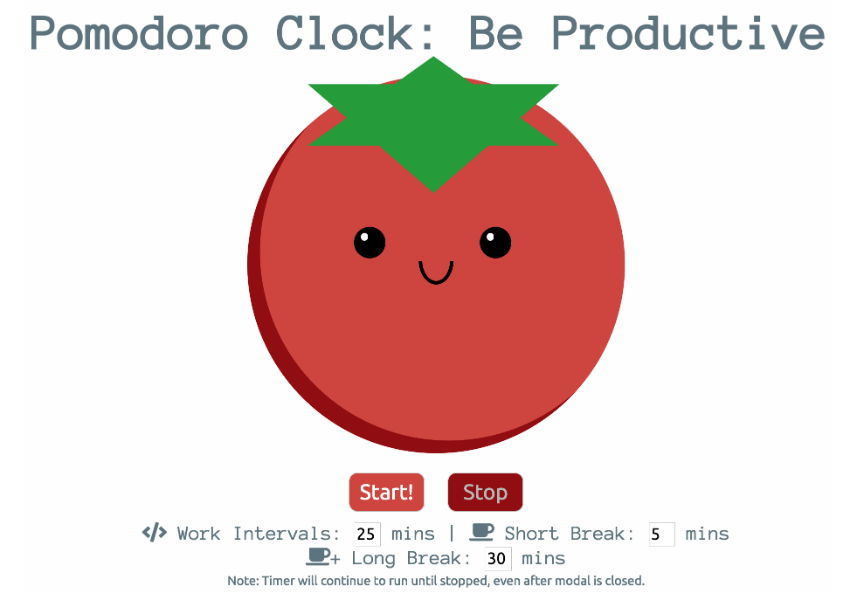 Pomodoro Clock: Be Productive
Start! Stop
</> Work Intervals: 25 mins | Short Break: 5 mins
+ Long Break: 30 mins
Note: Timer will continue to run until stopped, even after modal is closed.